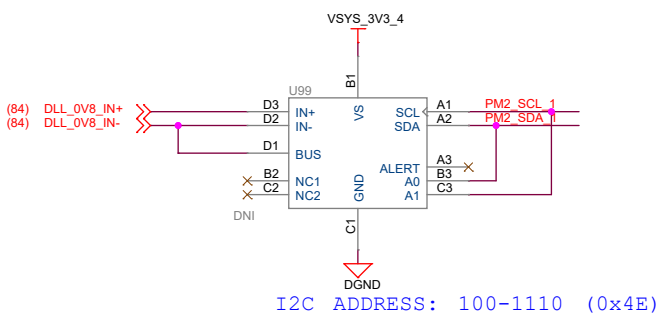 VSYS_3V3_4
B1
U99
(84) DLL_0V8_IN+ D3 IN+ VS SCL A1 PM2_SCL_1
(84) DLL_0V8_IN- D2 IN- SDA A2 PM2_SDA_1
D1 BUS
ALERT A3
B2 NC1 GND A0 B3
C2 NC2 A1 C3
DNI
C1
DGND
I2C ADDRESS: 100-1110 (0x4E)